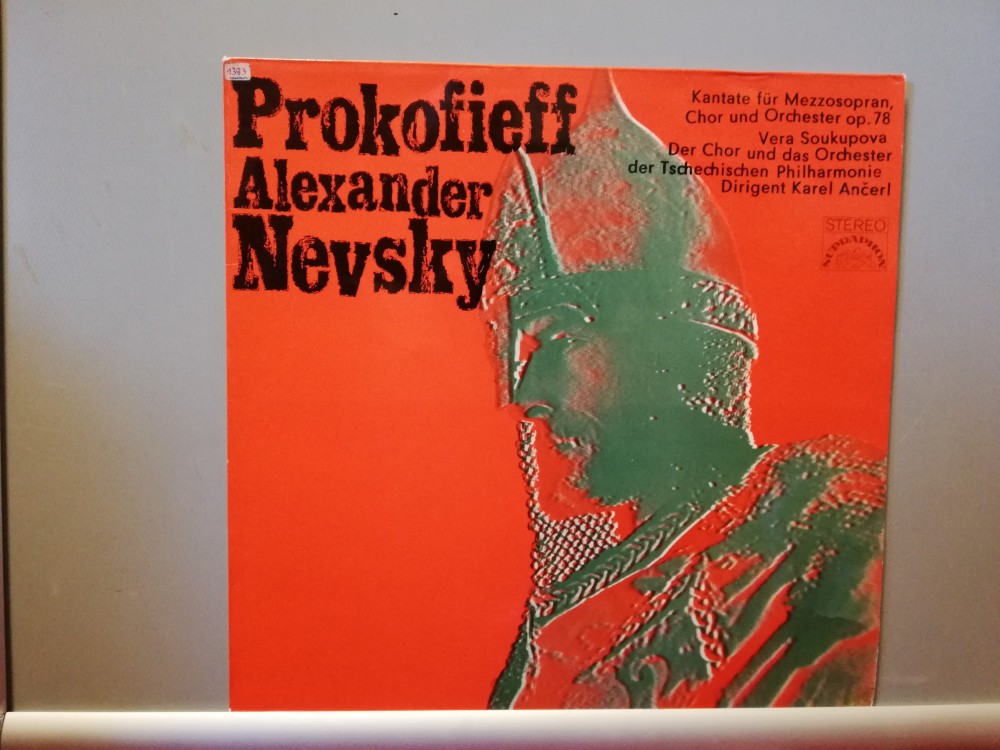 1383
Prokofieff
Alexander
Nevsky
Kantate für Mezzosopran,
Chor und Orchester op.78
Vera Soukupova
Der Chor und das Orchester
der Tschechischen Philharmonie
Dirigent Karel Ančerl
STEREO
SUPRAPHON